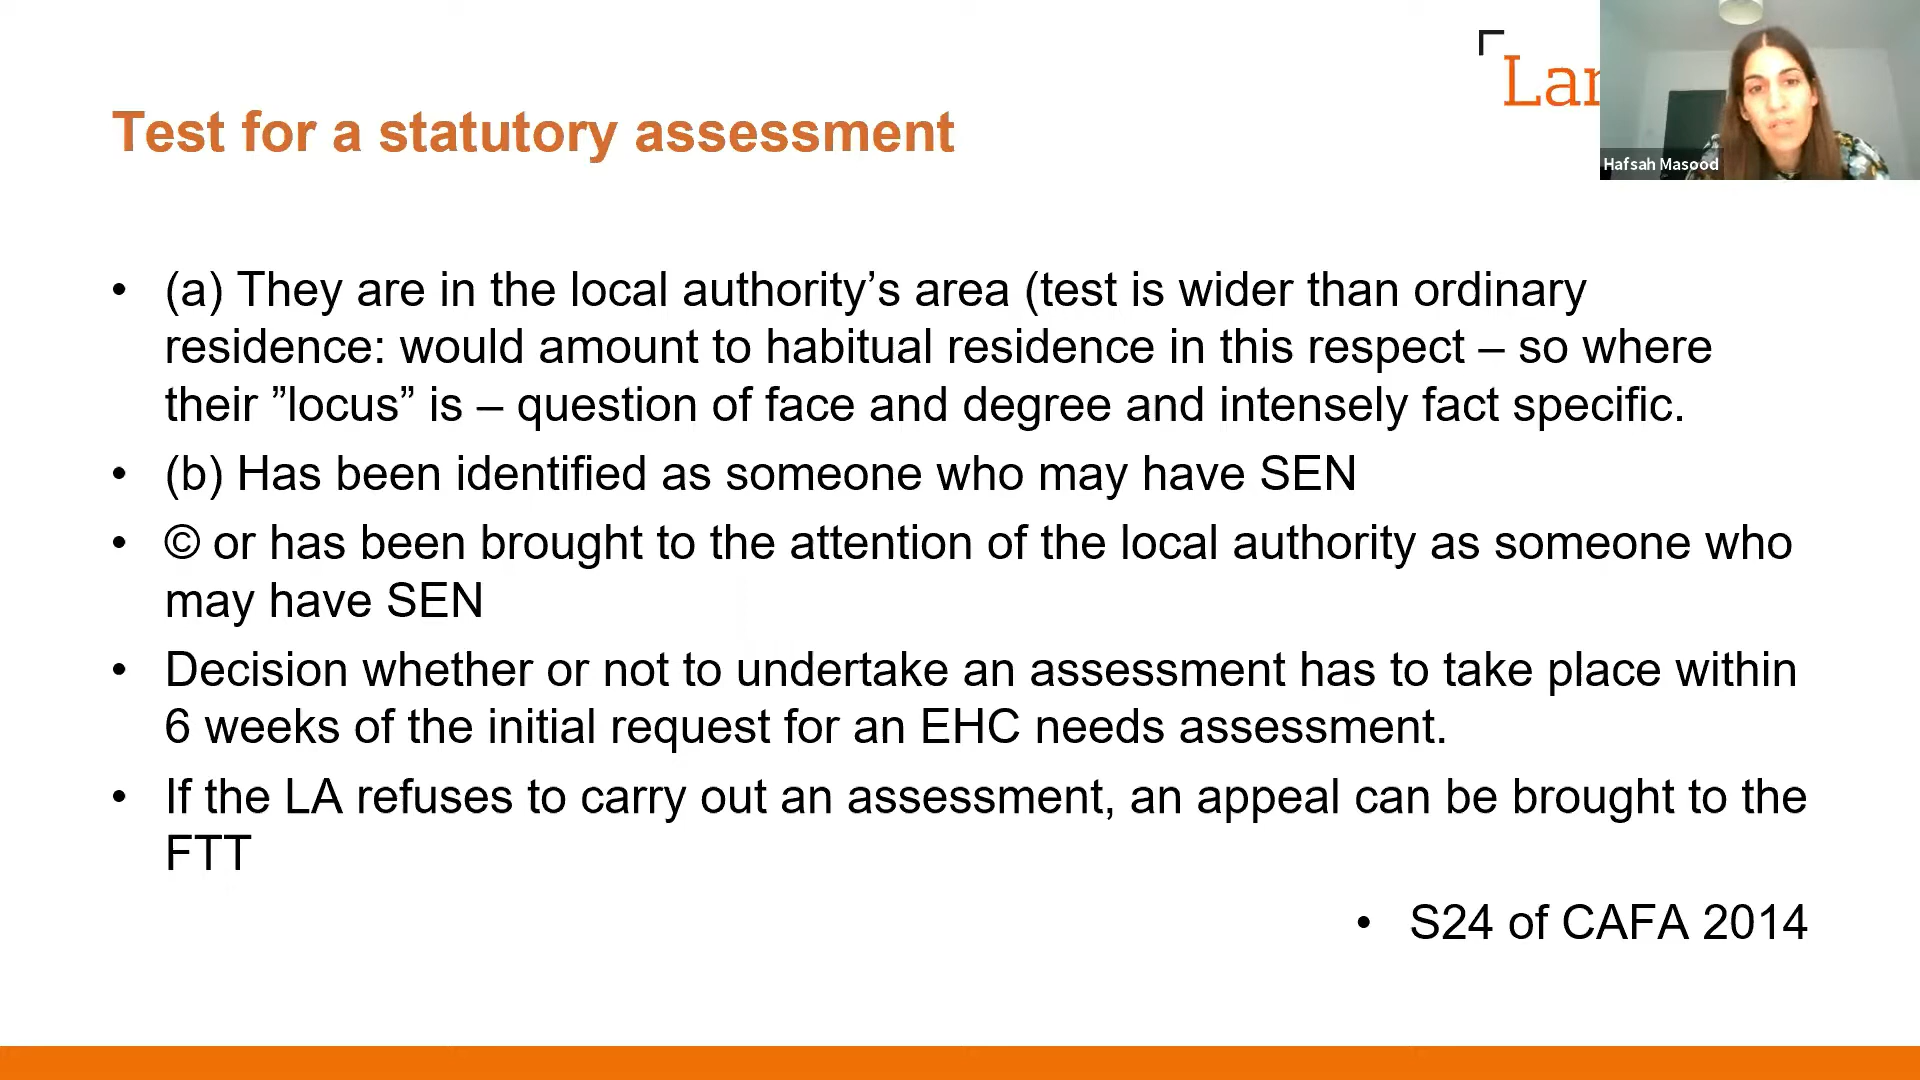 Lan
Hafsah Masood
Test for a statutory assessment
• (a) They are in the local authority’s area (test is wider than ordinary
residence: would amount to habitual residence in this respect – so where
their ”locus” is – question of face and degree and intensely fact specific.
• (b) Has been identified as someone who may have SEN
• © or has been brought to the attention of the local authority as someone who
may have SEN
• Decision whether or not to undertake an assessment has to take place within
6 weeks of the initial request for an EHC needs assessment.
• If the LA refuses to carry out an assessment, an appeal can be brought to the
FTT
• S24 of CAFA 2014